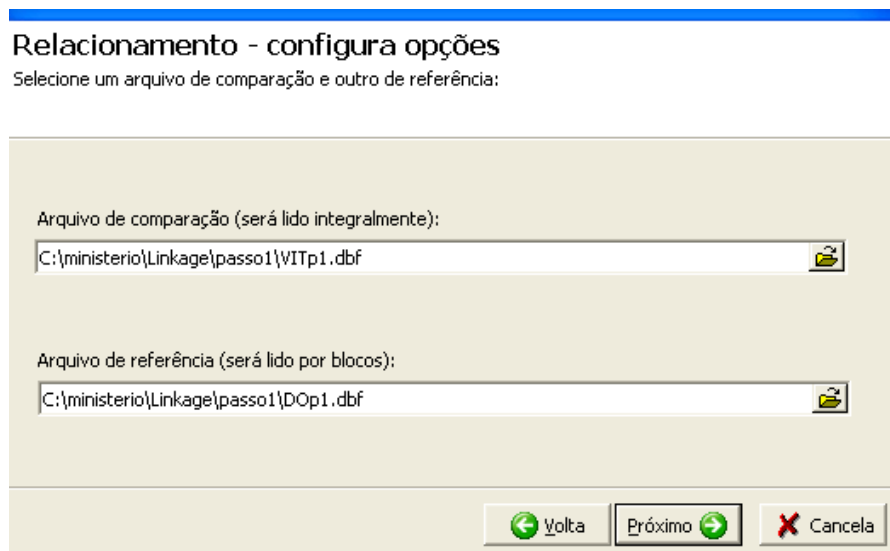 Relacionamento - configura opções
Selecione um arquivo de comparação e outro de referência:
Arquivo de comparação (será lido integralmente):
C:\ministerio\Linkage\passo1\VITp1.dbf
Arquivo de referência (será lido por blocos):
C:\ministerio\Linkage\passo1\DOp1.dbf
Volta Próximo Cancela